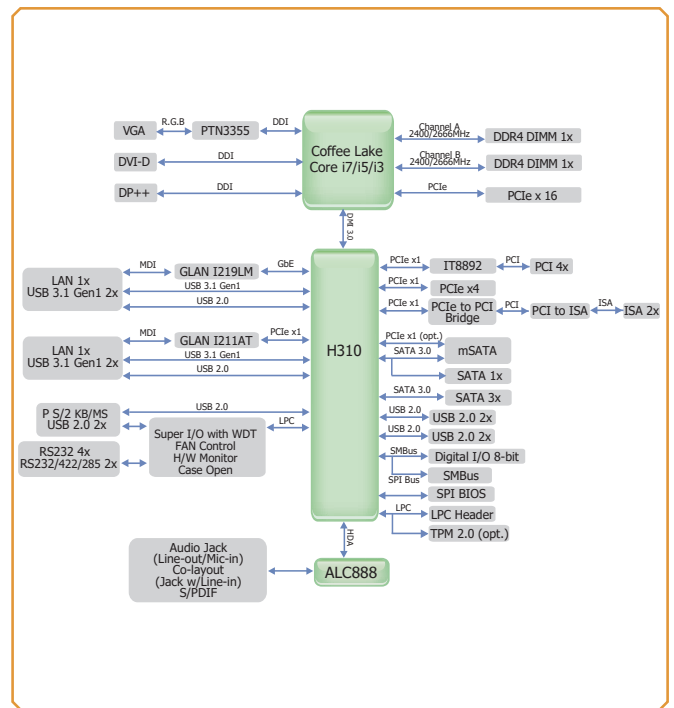 VGA
R.G.B
PTN3355
DDI
DVI-D
DDI
DP++
DDI
Coffee Lake
Core i7/i5/i3
Channel A
2400/2666MHz
DDR4 DIMM 1x
Channel B
2400/2666MHz
DDR4 DIMM 1x
PCIe
PCIe x 16
DMI 3.0
LAN 1x
USB 3.1 Gen1 2x
MDI
GLAN I219LM
GbE
USB 3.1 Gen1
USB 2.0
LAN 1x
USB 3.1 Gen1 2x
MDI
GLAN I211AT
PCIe x1
USB 3.1 Gen1
USB 2.0
P S/2 KB/MS
USB 2.0 2x
USB 2.0
RS232 4x
RS232/422/285 2x
Super I/O with WDT
FAN Control
H/W Monitor
Case Open
LPC
H310
PCIe x1
IT8892
PCI
PCI 4x
PCIe x1
PCIe x4
PCIe x1
PCIe to PCI
Bridge
PCI
PCI to ISA
ISA
ISA 2x
PCIe x1 (opt.)
SATA 3.0
mSATA
SATA 1x
SATA 3.0
SATA 3x
USB 2.0
USB 2.0 2x
USB 2.0
USB 2.0 2x
SMBus
Digital I/O 8-bit
SMBus
SPI Bus
SPI BIOS
LPC
LPC Header
TPM 2.0 (opt.)
HDA
Audio Jack
(Line-out/Mic-in)
Co-layout
(Jack w/Line-in)
S/PDIF
ALC888